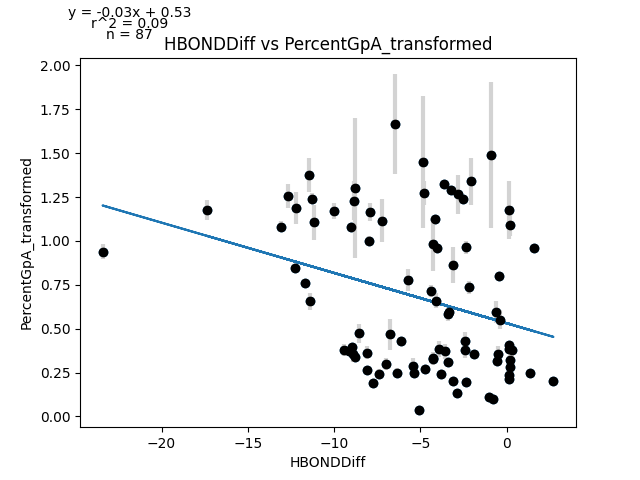 y = -0.03x + 0.53
r^2 = 0.09
n = 87
HBONDDiff vs PercentGpA_transformed
2.00
1.75
1.50
1.25
1.00
0.75
0.50
0.25
0.00
PercentGpA_transformed
−20
−15
−10
−5
0
HBONDDiff